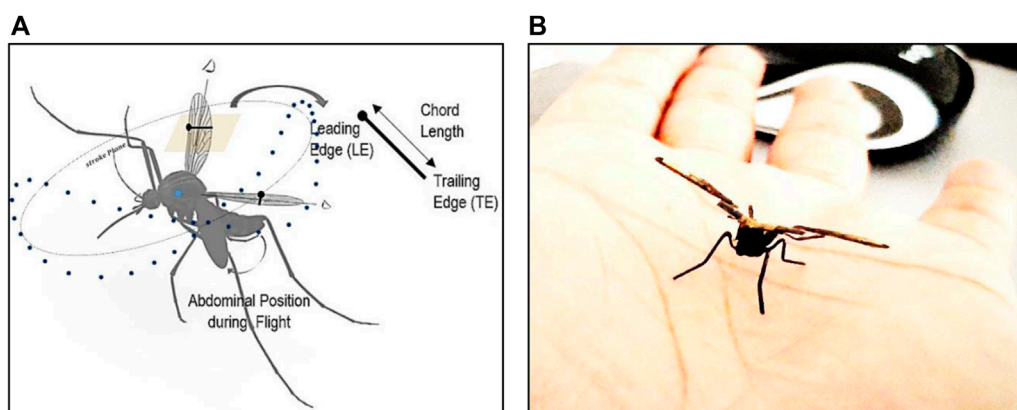 A
B
stroke Plane
Leading
Edge (LE)
Chord
Length
Trailing
Edge (TE)
Abdominal Position
during Flight